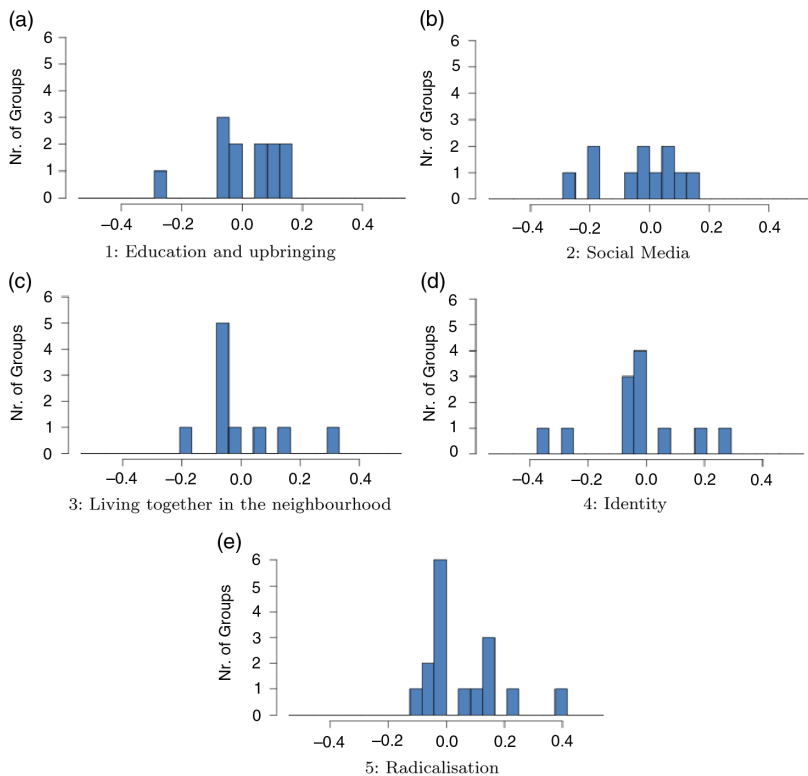 (a)
Nr. of Groups
6
5
4
3
2
1
0
−0.4 −0.2 0.0 0.2 0.4
1: Education and upbringing
(b)
Nr. of Groups
6
5
4
3
2
1
0
−0.4 −0.2 0.0 0.2 0.4
2: Social Media
(c)
Nr. of Groups
6
5
4
3
2
1
0
−0.4 −0.2 0.0 0.2 0.4
3: Living together in the neighbourhood
(d)
Nr. of Groups
6
5
4
3
2
1
0
−0.4 −0.2 0.0 0.2 0.4
4: Identity
(e)
Nr. of Groups
6
5
4
3
2
1
0
−0.4 −0.2 0.0 0.2 0.4
5: Radicalisation